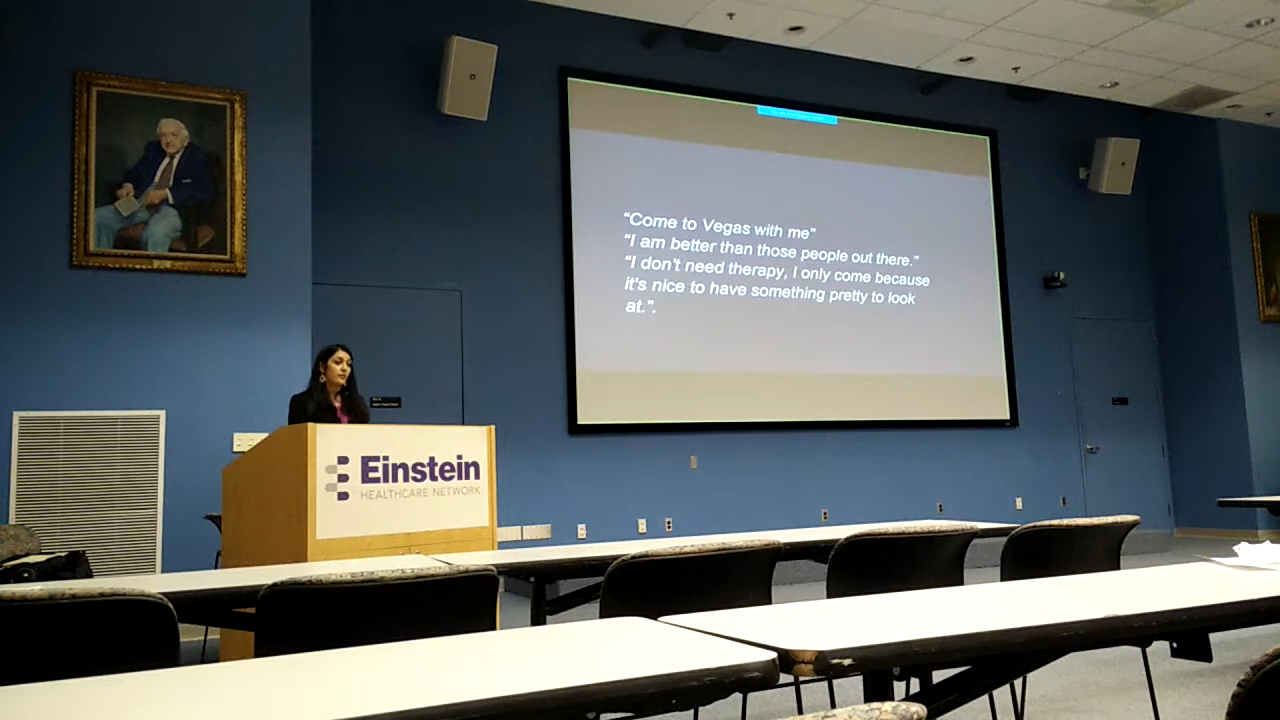 "Come to Vegas with me"
"I am better than those people out there."
"I don't need therapy, I only come because
it's nice to have something pretty to look
at.".
Einstein
HEALTHCARE NETWORK